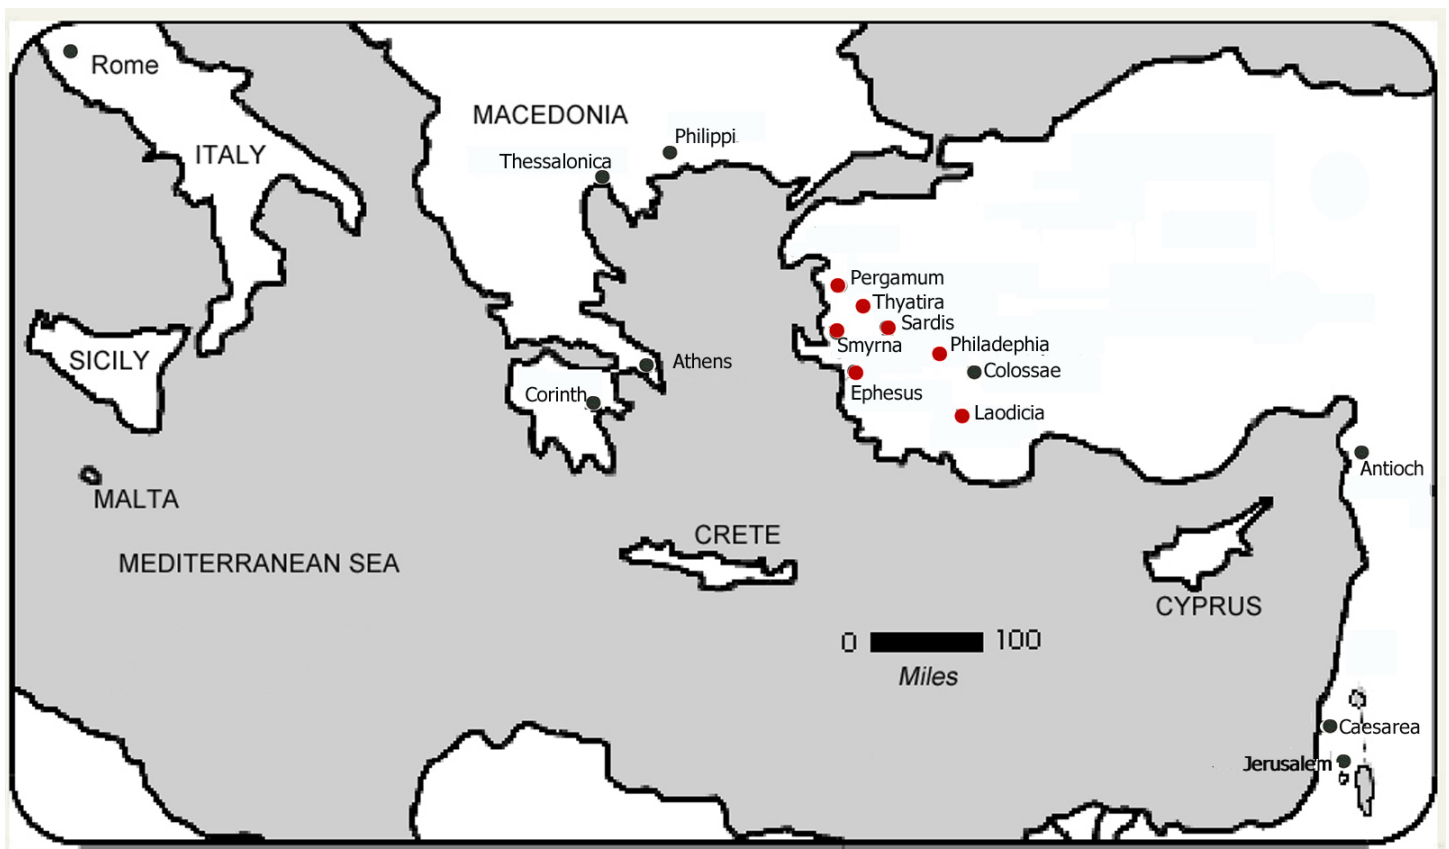 Rome
MACEDONIA
Philippi
ITALY
Thessalonica
Pergamum
Thyatira
Sardis
Smyrna
Philadephia
SICILY
Athens
Colossae
Corinth
Ephesus
Laodicia
Antioch
MALTA
CRETE
MEDITERRANEAN SEA
CYPRUS
0 100
Miles
Caesarea
Jerusalem